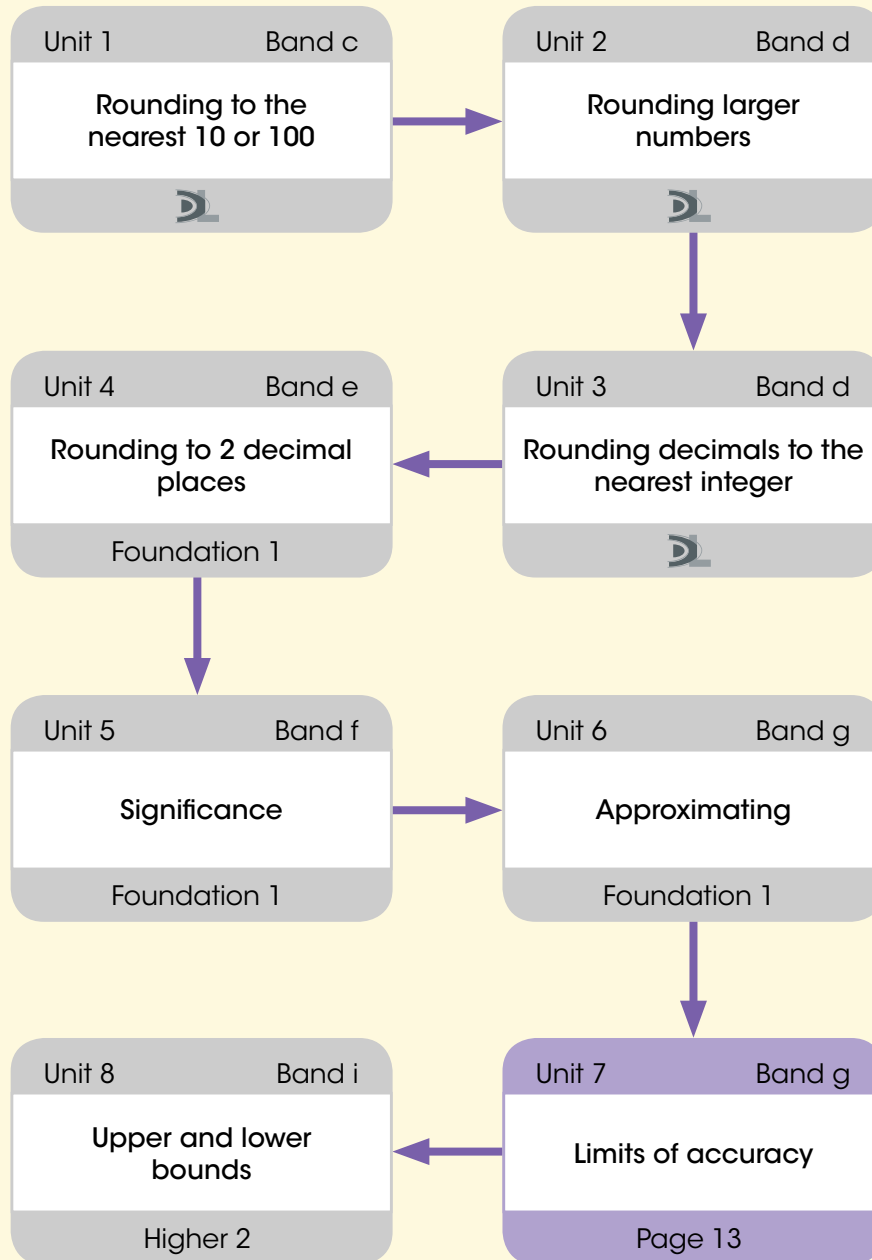 Unit 1 Band c
Rounding to the
nearest 10 or 100
DL
Unit 2 Band d
Rounding larger
numbers
DL
Unit 4 Band e
Rounding to 2 decimal
places
Foundation 1
Unit 3 Band d
Rounding decimals to the
nearest integer
DL
Unit 5 Band f
Significance
Foundation 1
Unit 6 Band g
Approximating
Foundation 1
Unit 8 Band i
Upper and lower
bounds
Higher 2
Unit 7 Band g
Limits of accuracy
Page 13